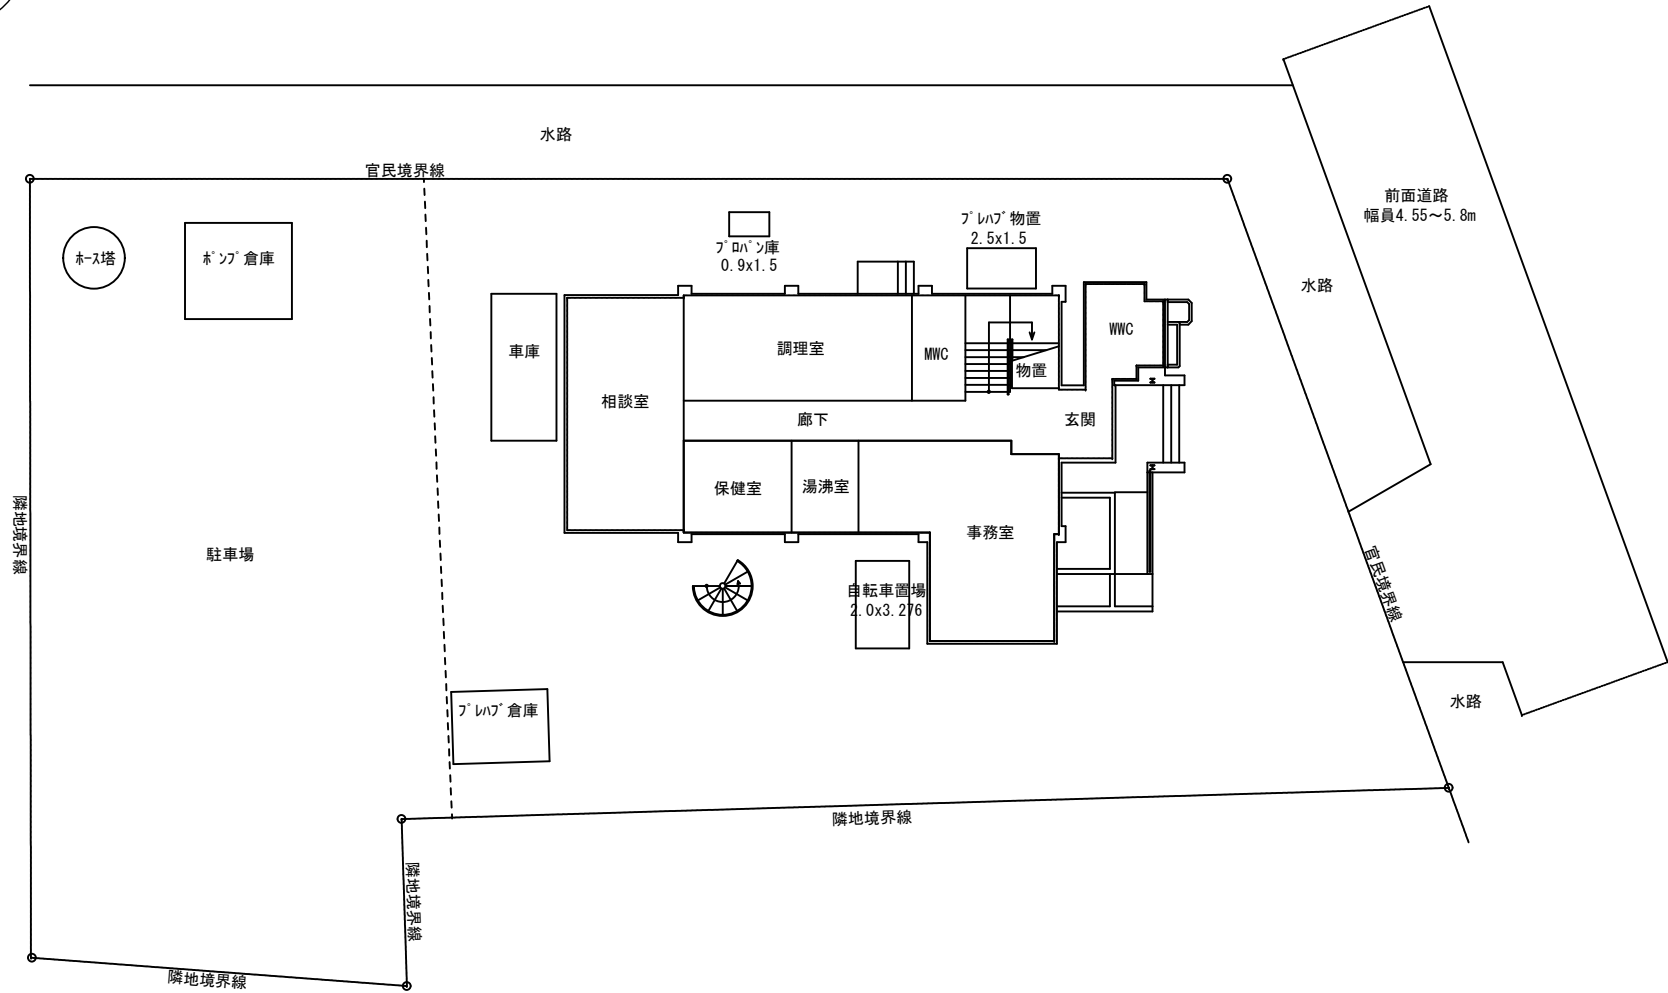 水路
官民境界線
前面道路
幅員4.55～5.8m
ﾎｰｽ塔
ﾎﾟﾝﾌﾟ倉庫
ﾌﾟﾛﾊﾟﾝ庫
0.9x1.5
ﾌﾟﾚﾊﾌﾞ物置
2.5x1.5
水路
車庫
調理室
MWC
WWC
物置
相談室
廊下
玄関
保健室
湯沸室
事務室
隣地境界線
駐車場
官民境界線
自転車置場
2.0x3.276
ﾌﾟﾚﾊﾌﾞ倉庫
水路
隣地境界線
隣地境界線
隣地境界線